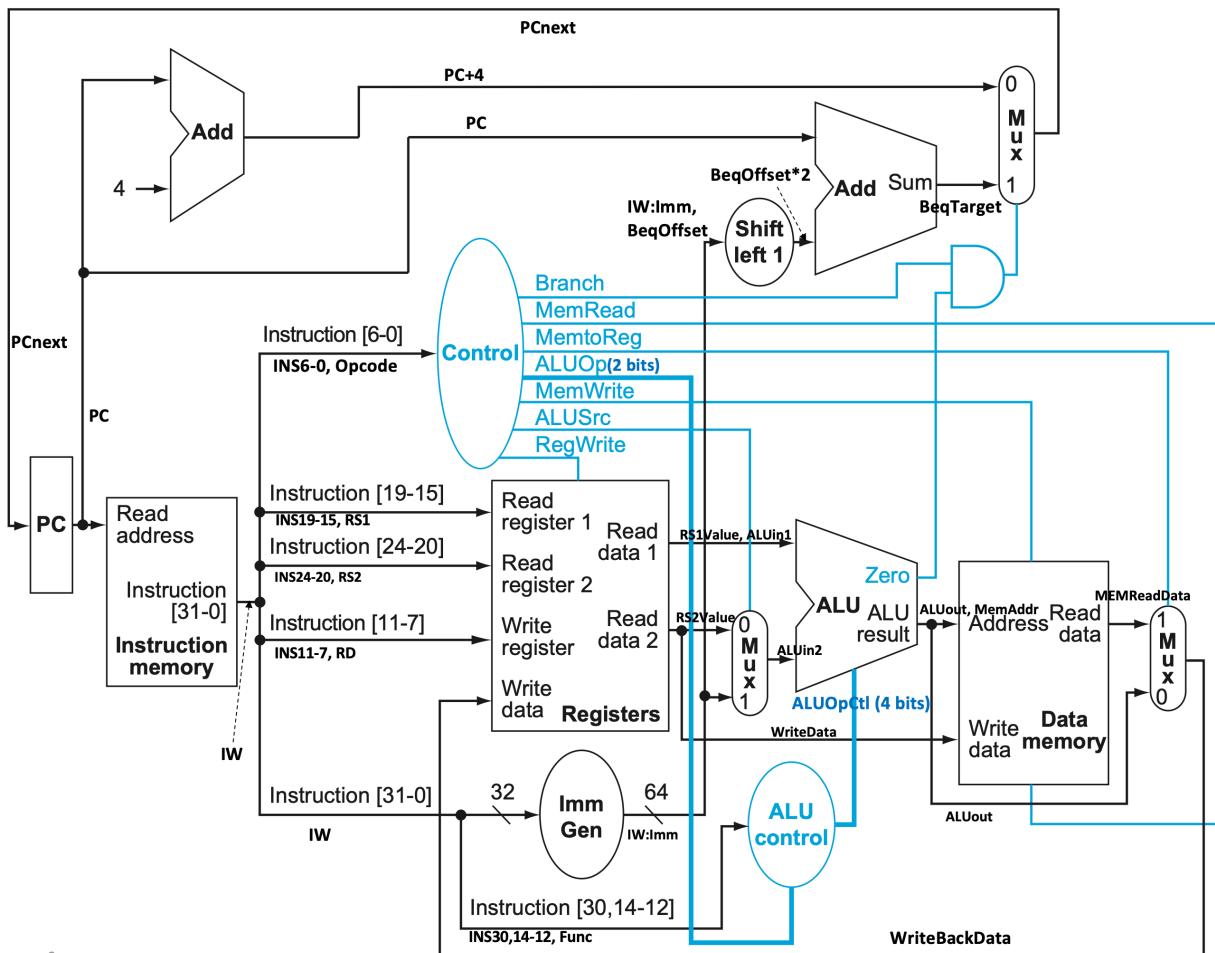 PCnext
PC+4
0
Mux
1
Add
PC
4
BeqOffset*2
Add
Sum
BeqTarget
IW:Imm,
BeqOffset
Shift
left 1
Branch
MemRead
MemtoReg
ALUOp(2 bits)
MemWrite
ALUSrc
RegWrite
Control
Instruction [6-0]
INS6-0, Opcode
PCnext
PC
PC
Read
address
Instruction
[31-0]
Instruction
memory
IW
Instruction [19-15]
INS19-15, RS1
Instruction [24-20]
INS24-20, RS2
Instruction [11-7]
INS11-7, RD
Read
register 1
Read
data 1
Read
register 2
Write
register
Read
data 2
Write
data
Registers
RS1Value, ALUin1
RS2Value
0
Mux
1
ALUin2
Zero
ALU
ALU
result
ALUOpCtl (4 bits)
ALUout, MemAddr
Address
Read
data
Write
data
Data
memory
MEMReadData
1
Mux
0
WriteData
ALUout
Instruction [31-0]
IW
32
Imm
Gen
64
IW:Imm
ALU
control
Instruction [30,14-12]
INS30,14-12, Func
WriteBackData